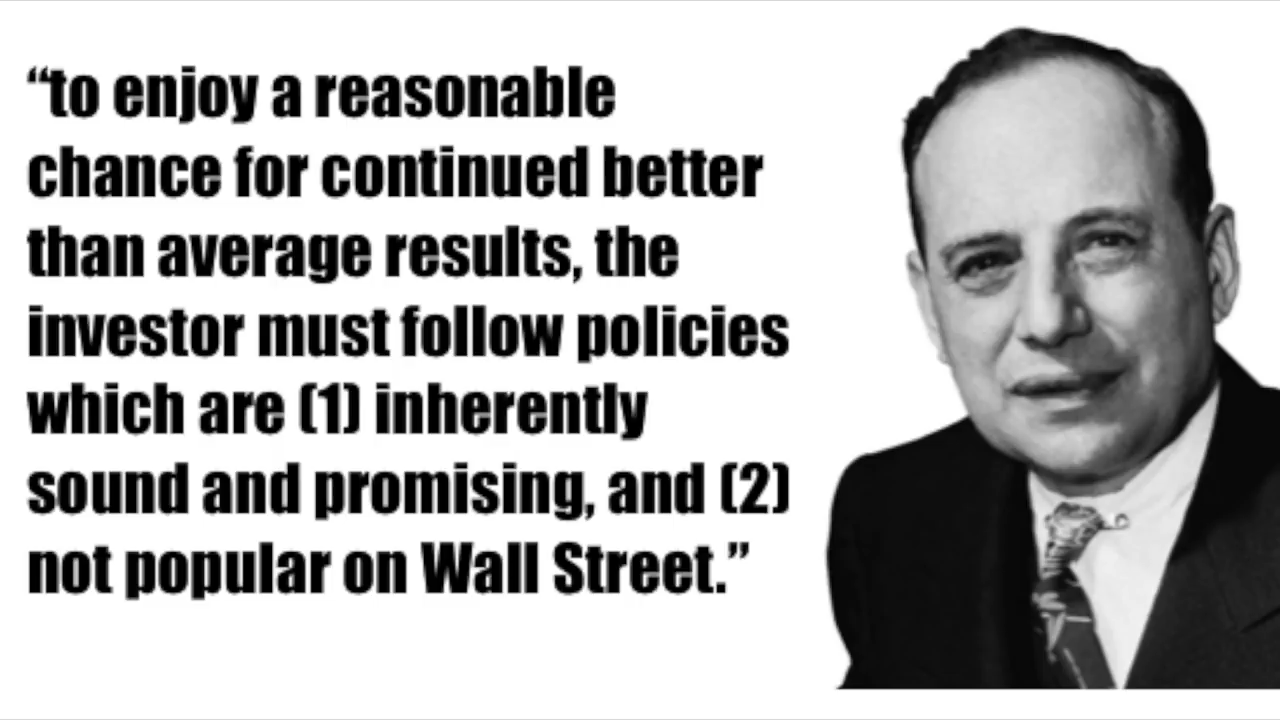 “to enjoy a reasonable
chance for continued better
than average results, the
investor must follow policies
which are (1) inherently
sound and promising, and (2)
not popular on Wall Street.”